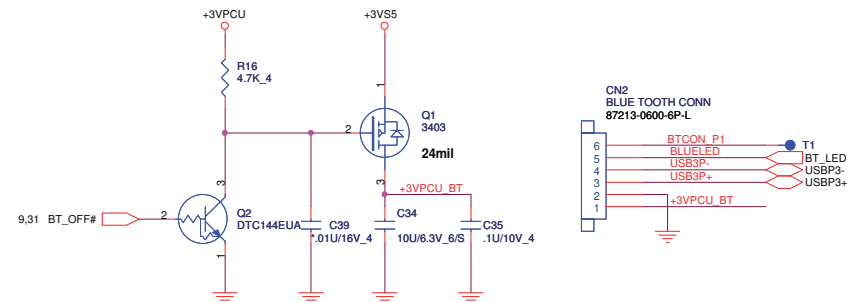 +3VPCU
+3VS5
R16
4.7K_4
1
Q1
3403
2
24mil
3
+3VPCU_BT
3
9,31 BT_OFF#
2
Q2
DTC144EUA
1
C39
*.01U/16V_4
C34
10U/6.3V_6/S
C35
.1U/10V_4
CN2
BLUE TOOTH CONN
87213-0600-6P-L
6 BTCON_P1 T1
5 BLUELED BT_LED
4 USB3P- USBP3-
3 USB3P+ USBP3+
2
1 +3VPCU_BT